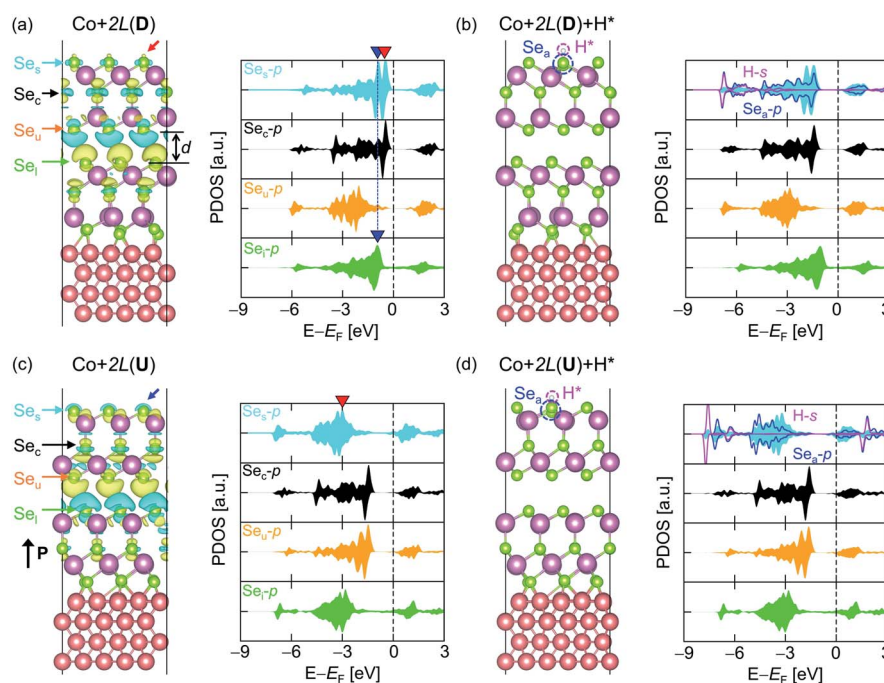 (a) Co+2L(D)
Se_s
Se_c
Se_u
Se_l
d
PDOS [a.u.]
Se_s-p
Se_c-p
Se_u-p
Se_l-p
−9 −6 −3 0 3
E−E_F [eV]
(b) Co+2L(D)+H*
Se_a H*
PDOS [a.u.]
H-s
Se_a-p
−9 −6 −3 0 3
E−E_F [eV]
(c) Co+2L(U)
Se_s
Se_c
Se_u
Se_l
P
PDOS [a.u.]
Se_s-p
Se_c-p
Se_u-p
Se_l-p
−9 −6 −3 0 3
E−E_F [eV]
(d) Co+2L(U)+H*
Se_a H*
PDOS [a.u.]
H-s
Se_a-p
−9 −6 −3 0 3
E−E_F [eV]